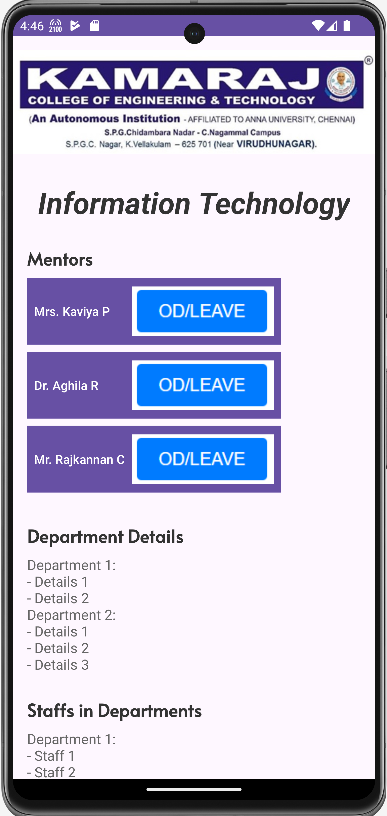 4:46
2100
KAMARAJ ®
COLLEGE OF ENGINEERING & TECHNOLOGY
(An Autonomous Institution - AFFILIATED TO ANNA UNIVERSITY, CHENNAI)
S.P.G.Chidambara Nadar - C.Nagammal Campus
S.P.G.C. Nagar, K.Vellakulam – 625 701 (Near VIRUDHUNAGAR).
Information Technology
Mentors
Mrs. Kaviya P OD/LEAVE
Dr. Aghila R OD/LEAVE
Mr. Rajkannan C OD/LEAVE
Department Details
Department 1:
- Details 1
- Details 2
Department 2:
- Details 1
- Details 2
- Details 3
Staffs in Departments
Department 1:
- Staff 1
- Staff 2